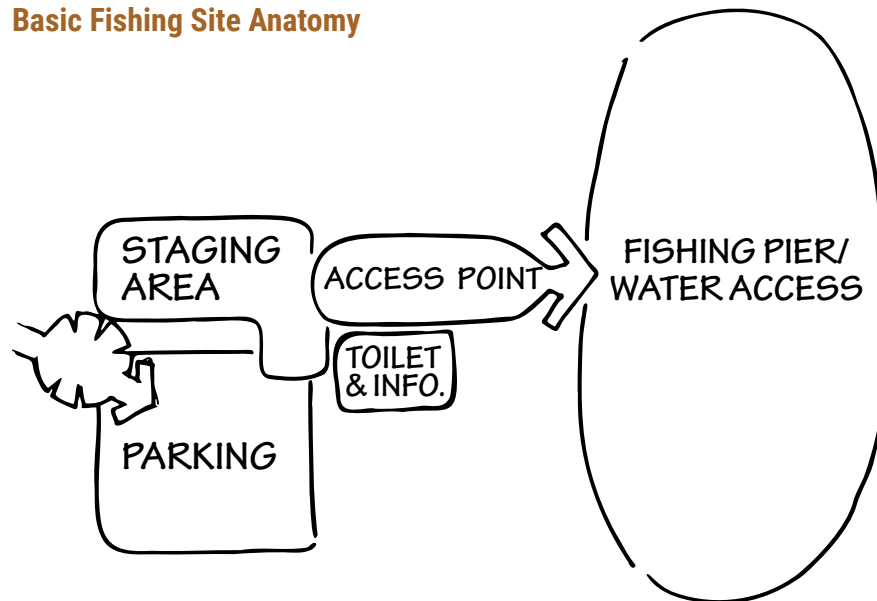 Basic Fishing Site Anatomy
STAGING
AREA
ACCESS POINT
FISHING PIER/
WATER ACCESS
TOILET
& INFO.
PARKING